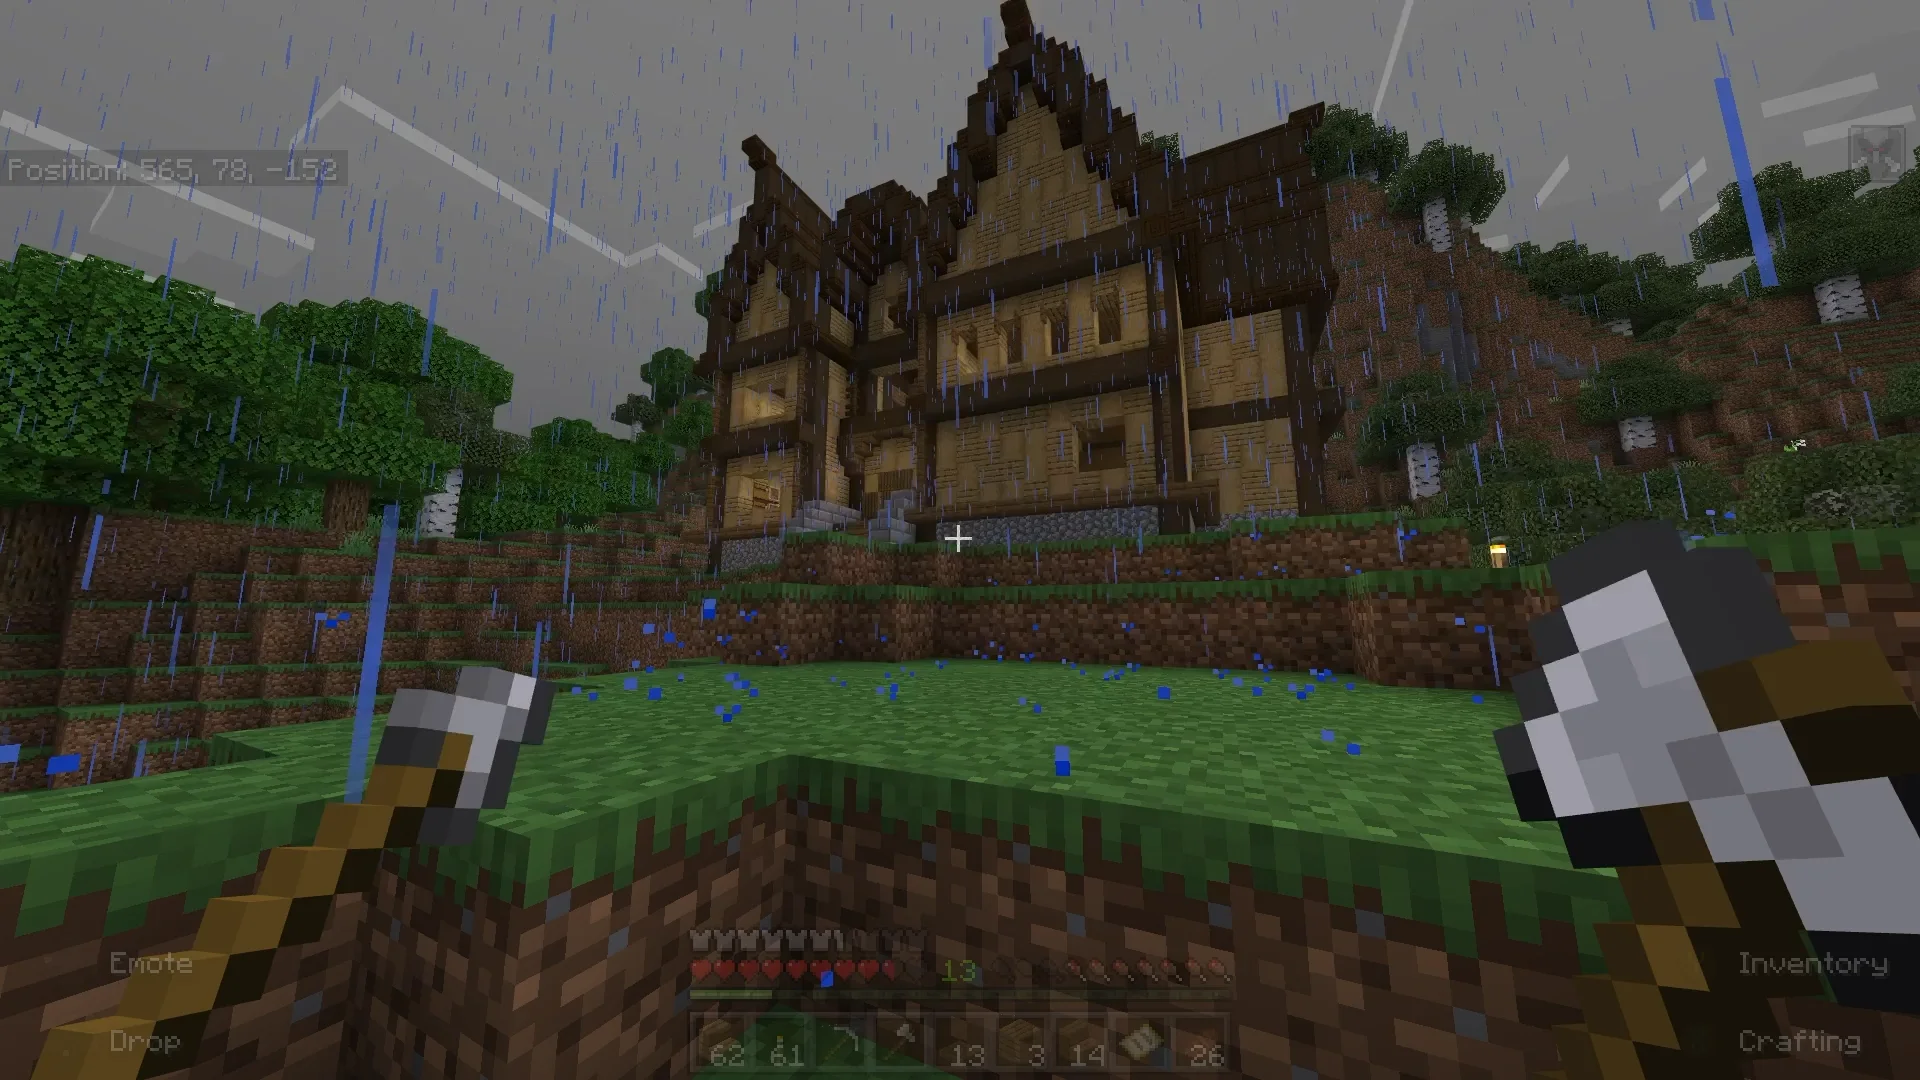 Position: 565, 78, -152
Emote
Inventory
13
Drop
Crafting
62 61 13 3 14 26